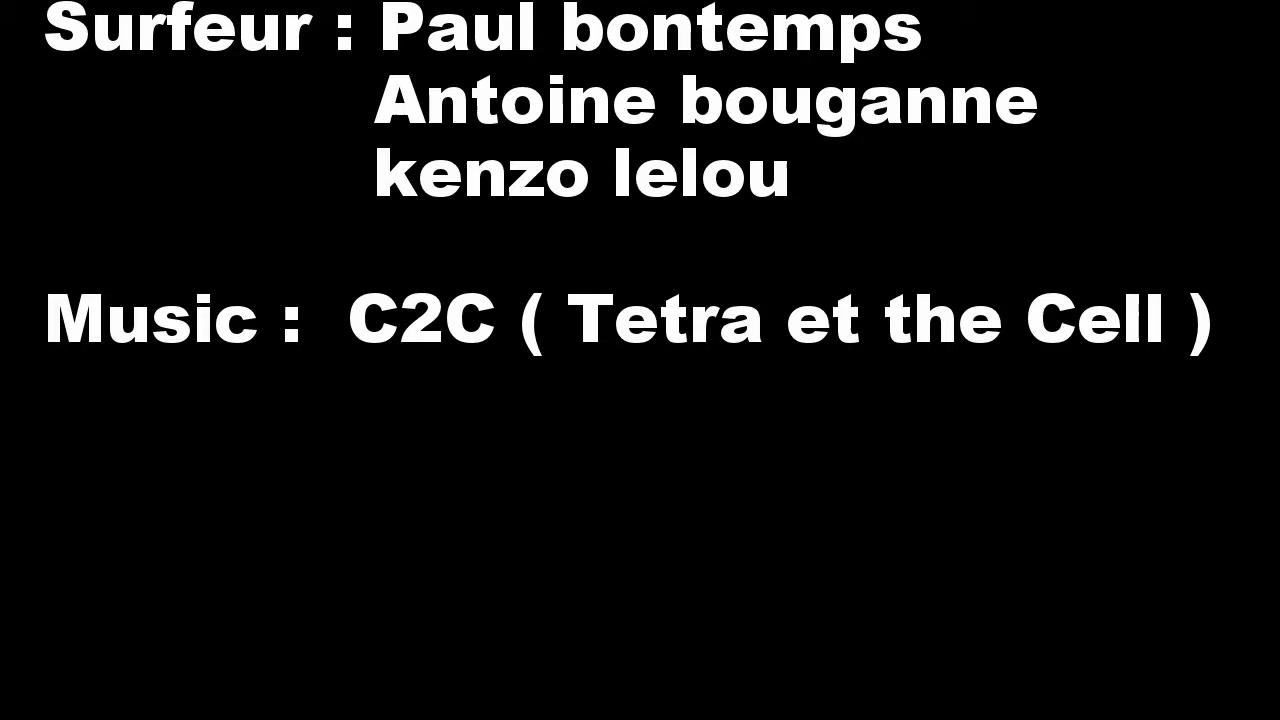 Surfeur : Paul bontemps
Antoine bouganne
kenzo lelou
Music : C2C ( Tetra et the Cell )